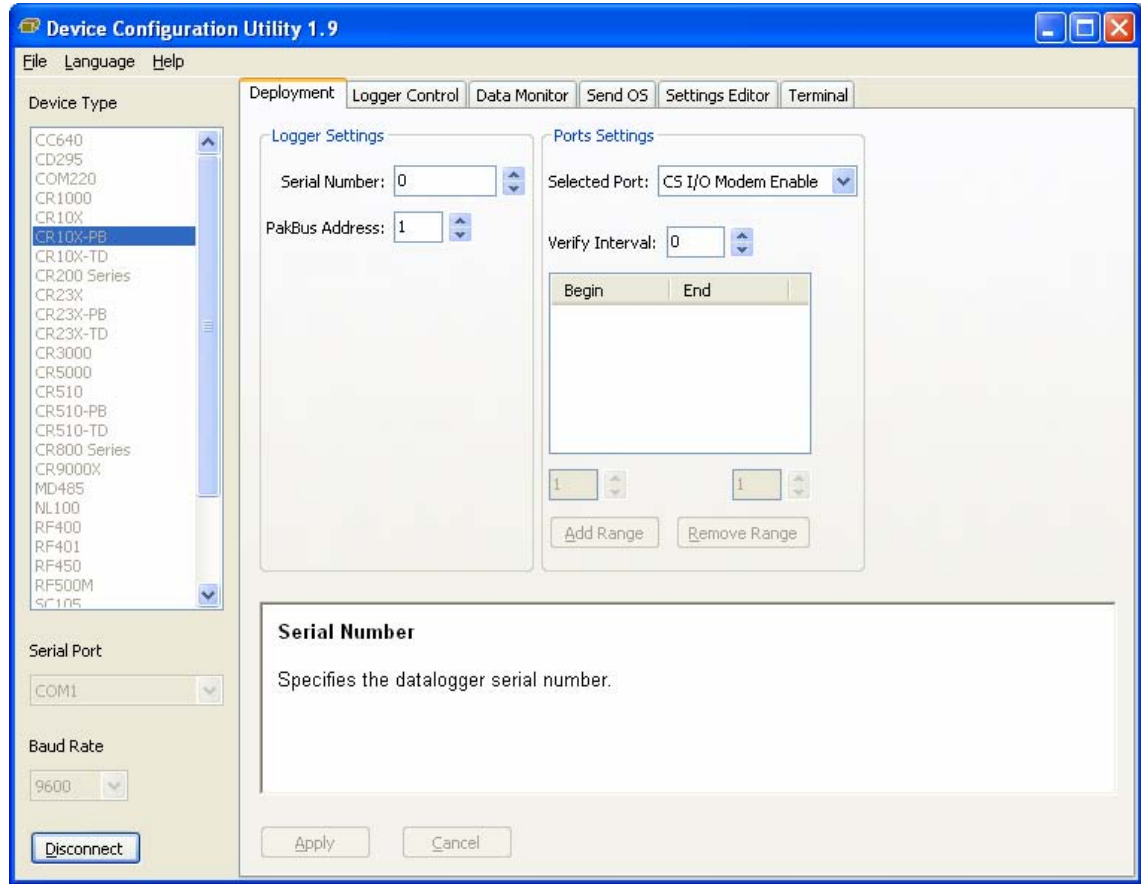 Device Configuration Utility 1.9
File Language Help
Device Type
CC640
CD295
COM220
CR1000
CR10X
CR10X-PB
CR10X-TD
CR200 Series
CR23X
CR23X-PB
CR23X-TD
CR3000
CR5000
CR510
CR510-PB
CR510-TD
CR800 Series
CR9000X
MD485
NL100
RF400
RF401
RF450
RF500M
SC105
Serial Port
COM1
Baud Rate
9600
Disconnect
Deployment Logger Control Data Monitor Send OS Settings Editor Terminal
Logger Settings
Serial Number: 0
PakBus Address: 1
Ports Settings
Selected Port: CS I/O Modem Enable
Verify Interval: 0
Begin End
1 1
Add Range Remove Range
Serial Number
Specifies the datalogger serial number.
Apply Cancel